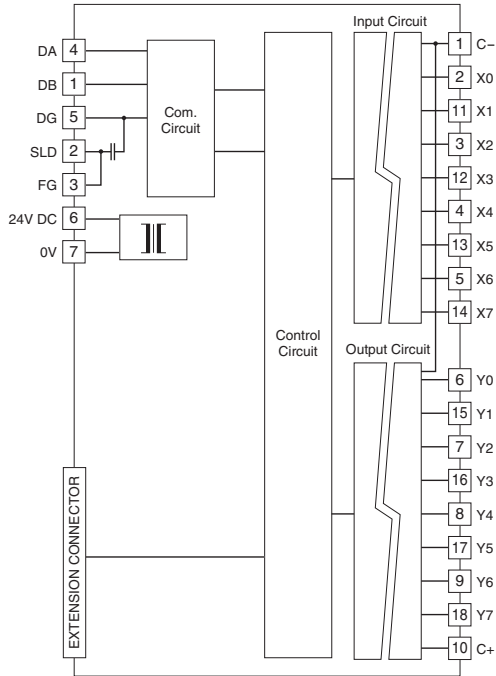 Input Circuit
DA 4
DB 1
DG 5
SLD 2
FG 3
24V DC 6
0V 7
Com.
Circuit
Control
Circuit
1 C–
2 X0
11 X1
3 X2
12 X3
4 X4
13 X5
5 X6
14 X7
Output Circuit
6 Y0
15 Y1
7 Y2
16 Y3
8 Y4
17 Y5
9 Y6
18 Y7
10 C+
EXTENSION CONNECTOR